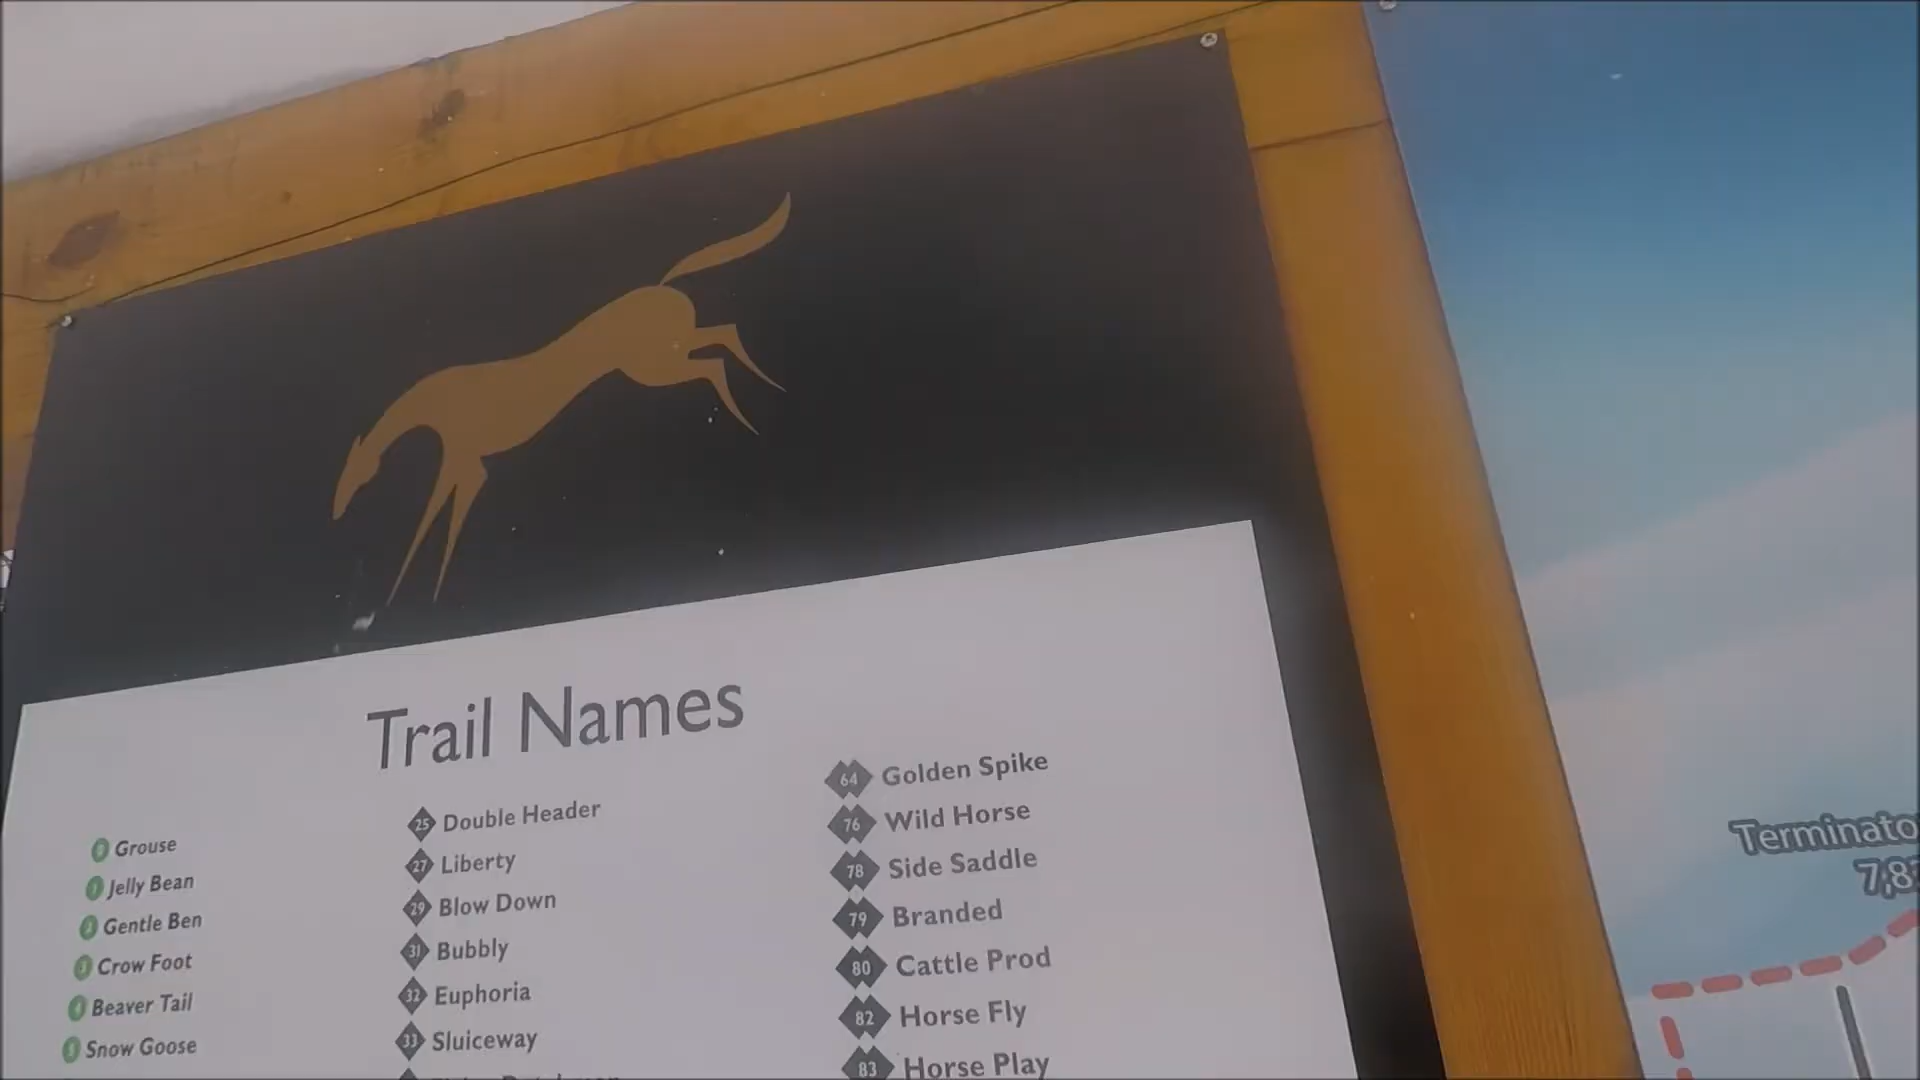 Trail Names
Grouse
Jelly Bean
Gentle Ben
Crow Foot
Beaver Tail
Snow Goose
25 Double Header
27 Liberty
29 Blow Down
31 Bubbly
32 Euphoria
33 Sluiceway
64 Golden Spike
76 Wild Horse
78 Side Saddle
79 Branded
80 Cattle Prod
82 Horse Fly
83 Horse Play
Terminato
7,8